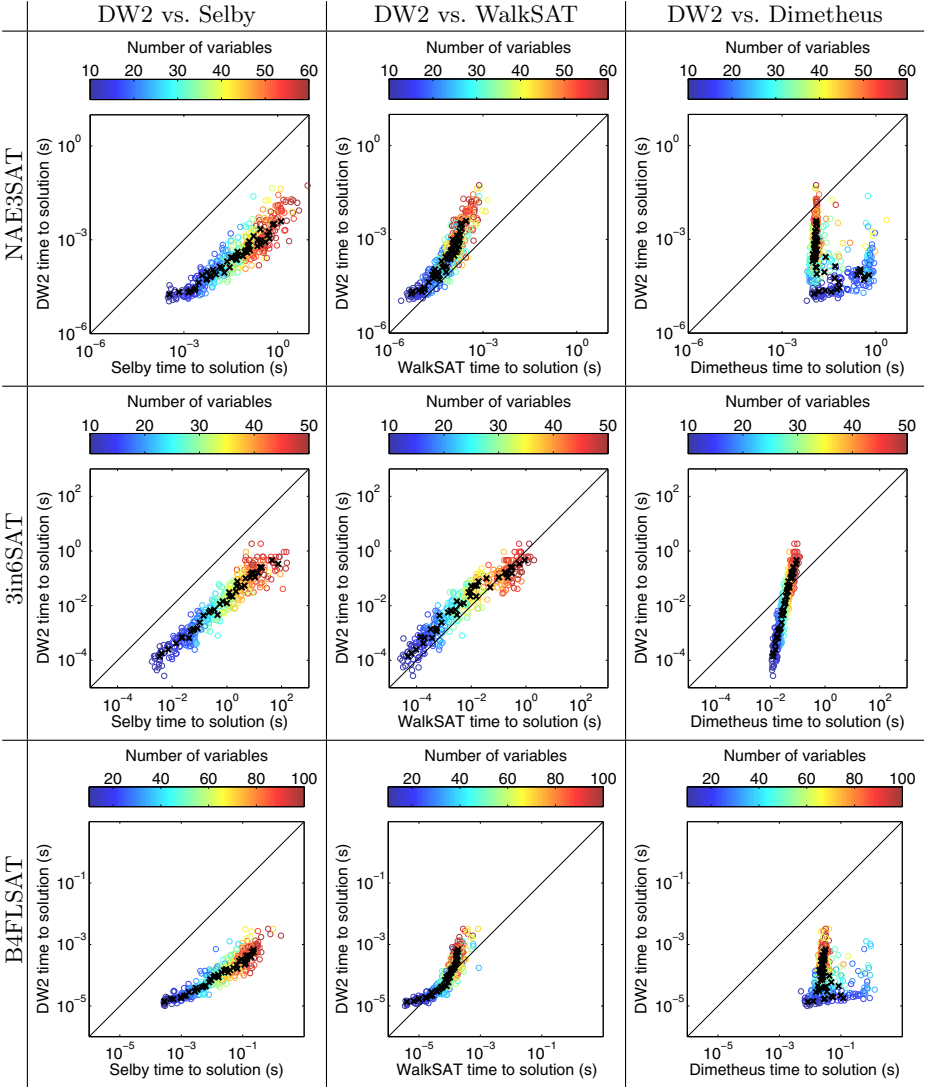 DW2 vs. Selby DW2 vs. WalkSAT DW2 vs. Dimetheus
NAE3SAT
Number of variables
10 20 30 40 50 60
DW2 time to solution (s)
10^0
10^-3
10^-6
10^-6 10^-3 10^0
Selby time to solution (s)
Number of variables
10 20 30 40 50 60
DW2 time to solution (s)
10^0
10^-3
10^-6
10^-6 10^-3 10^0
WalkSAT time to solution (s)
Number of variables
10 20 30 40 50 60
DW2 time to solution (s)
10^0
10^-3
10^-6
10^-6 10^-3 10^0
Dimetheus time to solution (s)
3in6SAT
Number of variables
10 20 30 40 50
DW2 time to solution (s)
10^2
10^0
10^-2
10^-4
10^-4 10^-2 10^0 10^2
Selby time to solution (s)
Number of variables
10 20 30 40 50
DW2 time to solution (s)
10^2
10^0
10^-2
10^-4
10^-4 10^-2 10^0 10^2
WalkSAT time to solution (s)
Number of variables
10 20 30 40 50
DW2 time to solution (s)
10^2
10^0
10^-2
10^-4
10^-4 10^-2 10^0 10^2
Dimetheus time to solution (s)
B4FLSAT
Number of variables
20 40 60 80 100
DW2 time to solution (s)
10^-1
10^-3
10^-5
10^-5 10^-3 10^-1
Selby time to solution (s)
Number of variables
20 40 60 80 100
DW2 time to solution (s)
10^-1
10^-3
10^-5
10^-5 10^-3 10^-1
WalkSAT time to solution (s)
Number of variables
20 40 60 80 100
DW2 time to solution (s)
10^-1
10^-3
10^-5
10^-5 10^-3 10^-1
Dimetheus time to solution (s)